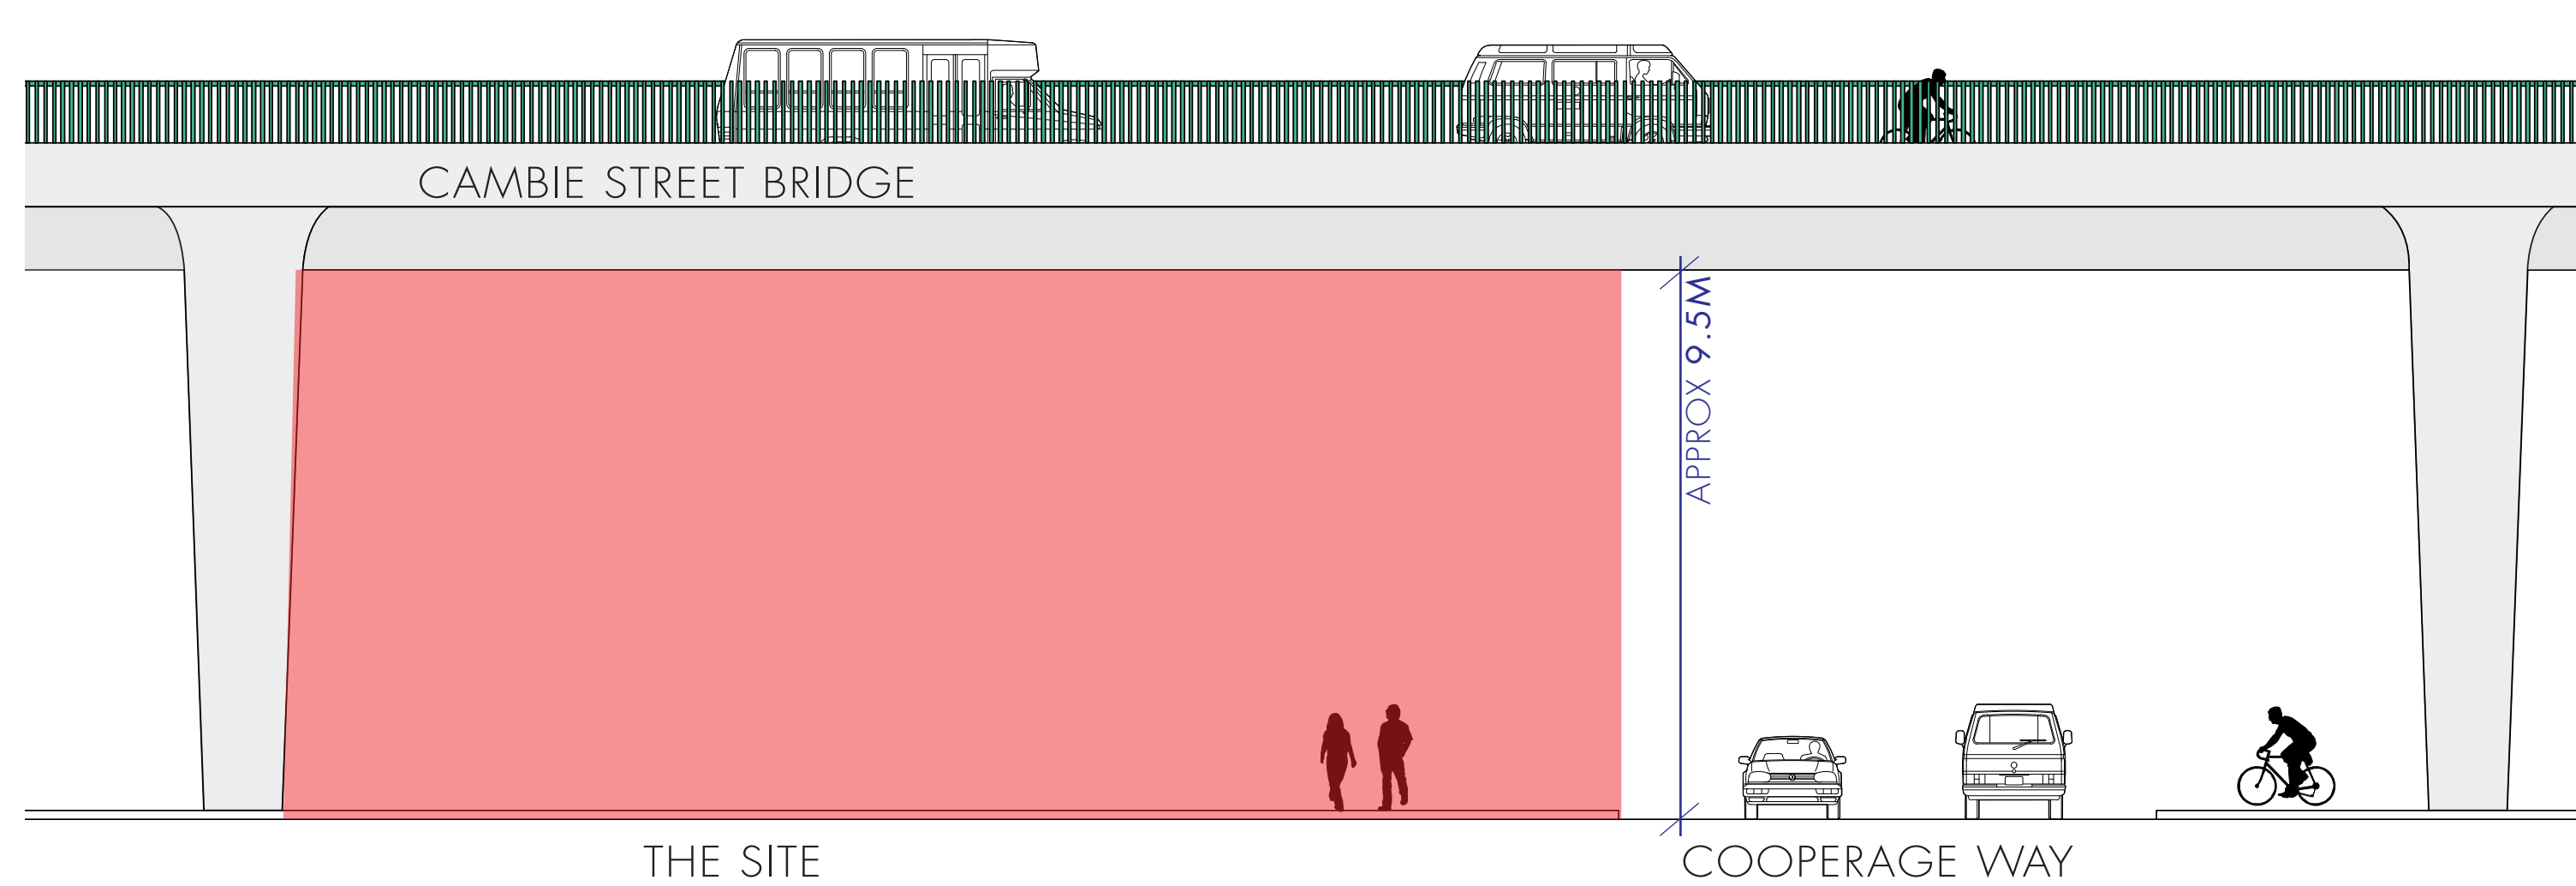 CAMBIE STREET BRIDGE
APPROX 9.5M
THE SITE
COOPERAGE WAY